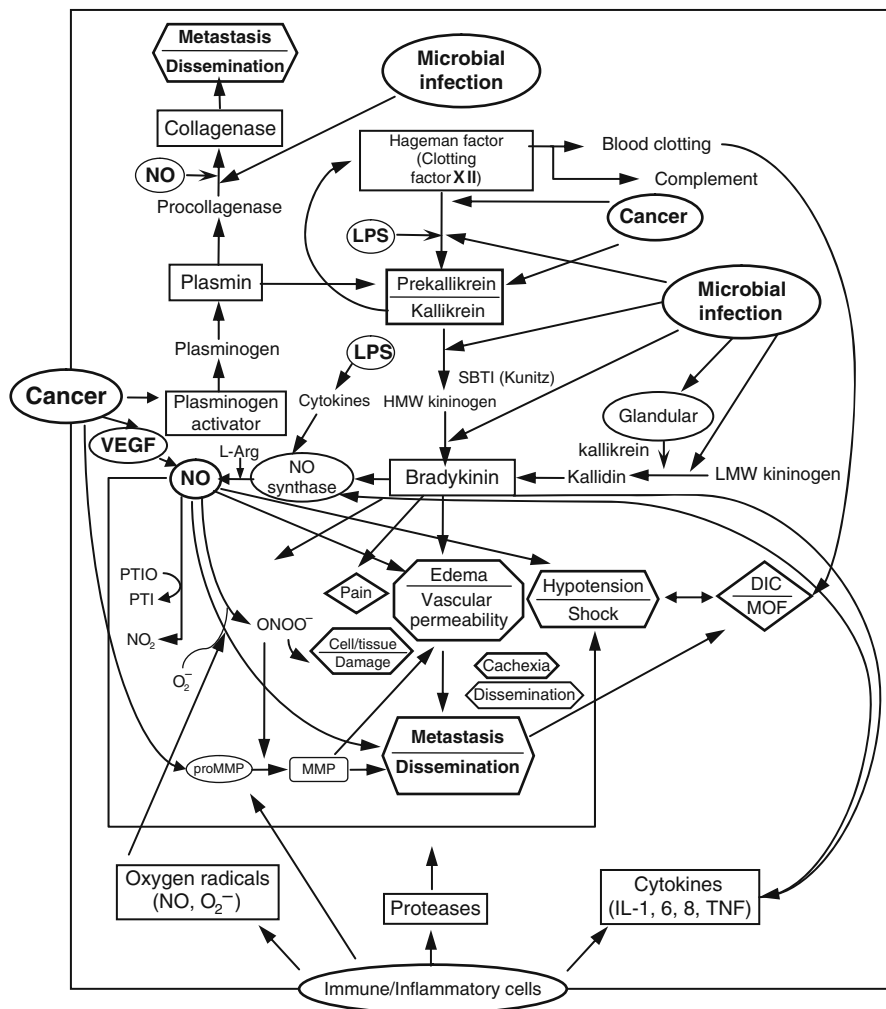 Metastasis
Dissemination
Microbial
infection
Collagenase
NO
Procollagenase
Hageman factor
(Clotting
factor XII)
Blood clotting
Complement
Cancer
LPS
Plasmin
Prekallikrein
Kallikrein
Microbial
infection
Plasminogen
LPS
SBTI (Kunitz)
Cancer
Plasminogen
activator
Cytokines
HMW kininogen
Glandular
kallikrein
VEGF
L-Arg
NO
NO
synthase
Bradykinin
Kallidin
LMW kininogen
PTIO
PTI
NO2
O2−
ONOO−
Pain
Edema
Vascular
permeability
Hypotension
Shock
DIC
MOF
Cell/tissue
Damage
Cachexia
Dissemination
Metastasis
Dissemination
proMMP
MMP
Oxygen radicals
(NO, O2−)
Proteases
Cytokines
(IL-1, 6, 8, TNF)
Immune/Inflammatory cells